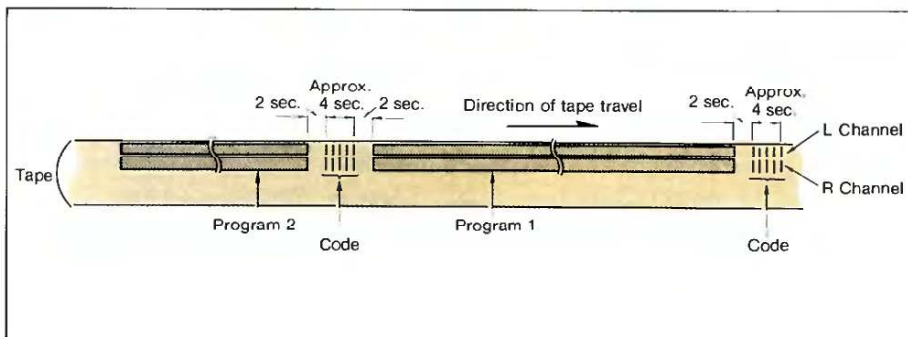 Approx.
2 sec. 4 sec. 2 sec.
Direction of tape travel
2 sec.
Approx.
4 sec.
L Channel
R Channel
Tape
Program 2
Code
Program 1
Code